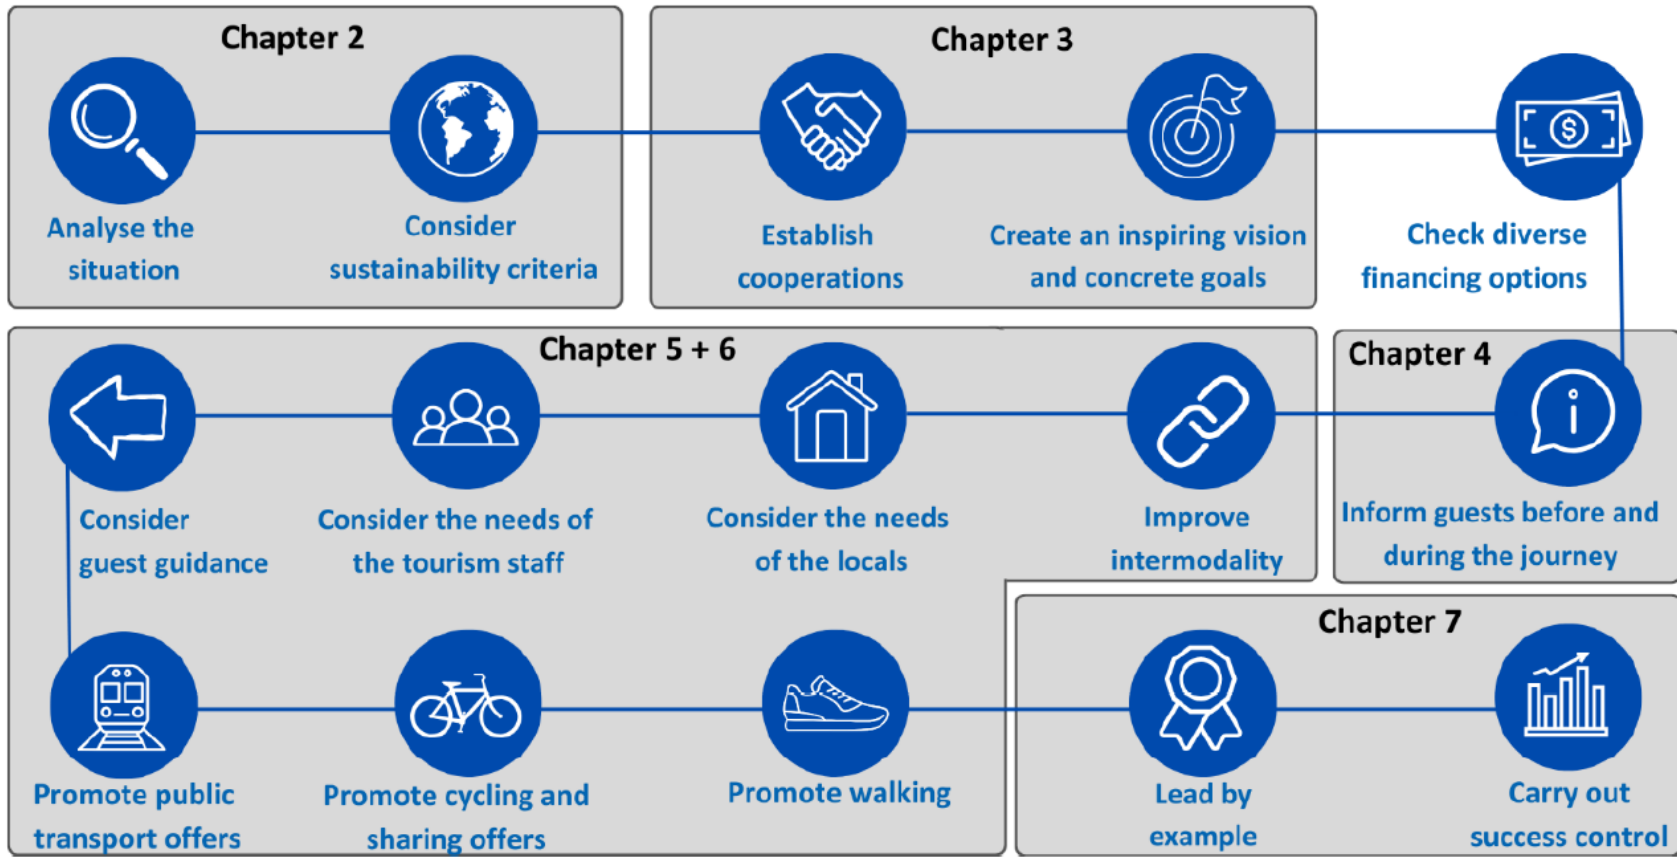 Chapter 2
Analyse the
situation
Consider
sustainability criteria
Chapter 3
Establish
cooperations
Create an inspiring vision
and concrete goals
$
Check diverse
financing options
Chapter 4
i
Inform guests before and
during the journey
Chapter 5 + 6
Improve
intermodality
Consider the needs
of the locals
Consider the needs of
the tourism staff
Consider
guest guidance
Promote public
transport offers
Promote cycling and
sharing offers
Promote walking
Chapter 7
Lead by
example
Carry out
success control